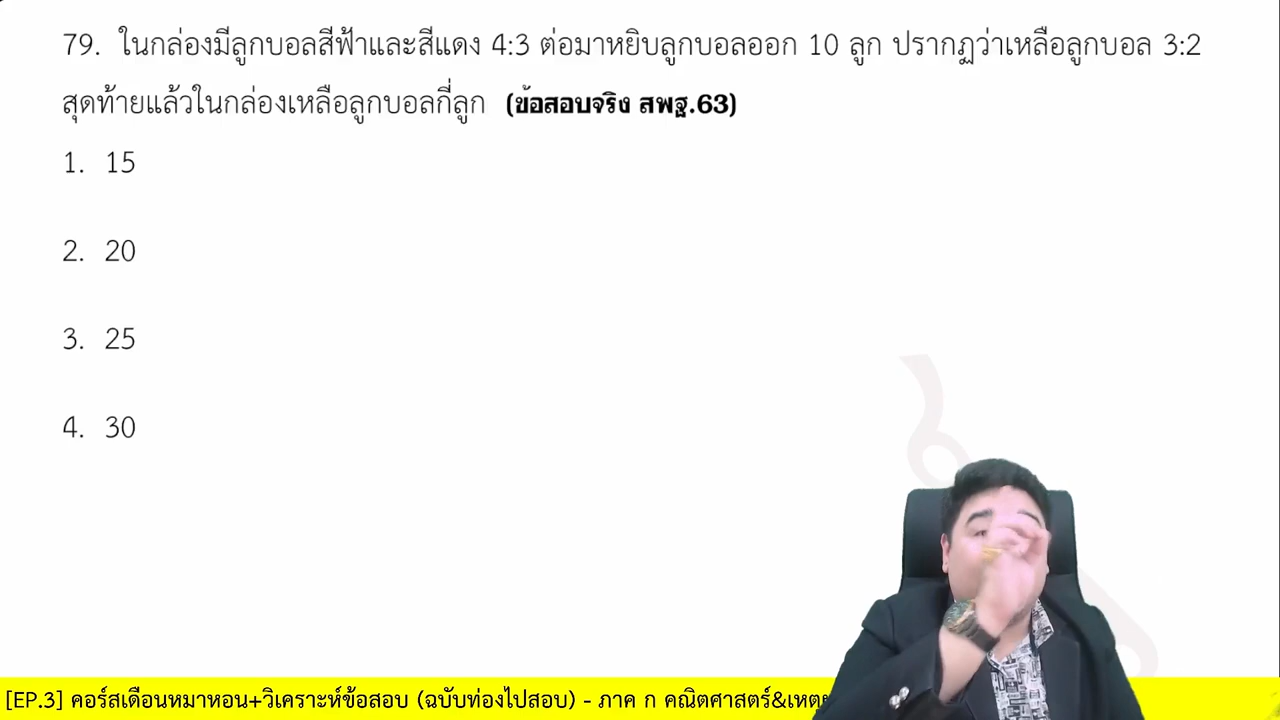 79. ในกล่องมีลูกบอลสีฟ้าและสีแดง 4:3 ต่อมาหยิบลูกบอลออก 10 ลูก ปรากฏว่าเหลือลูกบอล 3:2
สุดท้ายแล้วในกล่องเหลือลูกบอลกี่ลูก (ข้อสอบจริง สพฐ.63)
1. 15
2. 20
3. 25
4. 30
[EP.3] คอร์สเดือนหมาหอน+วิเคราะห์ข้อสอบ (ฉบับท่องไปสอบ) - ภาค ก คณิตศาสตร์&เหตุ